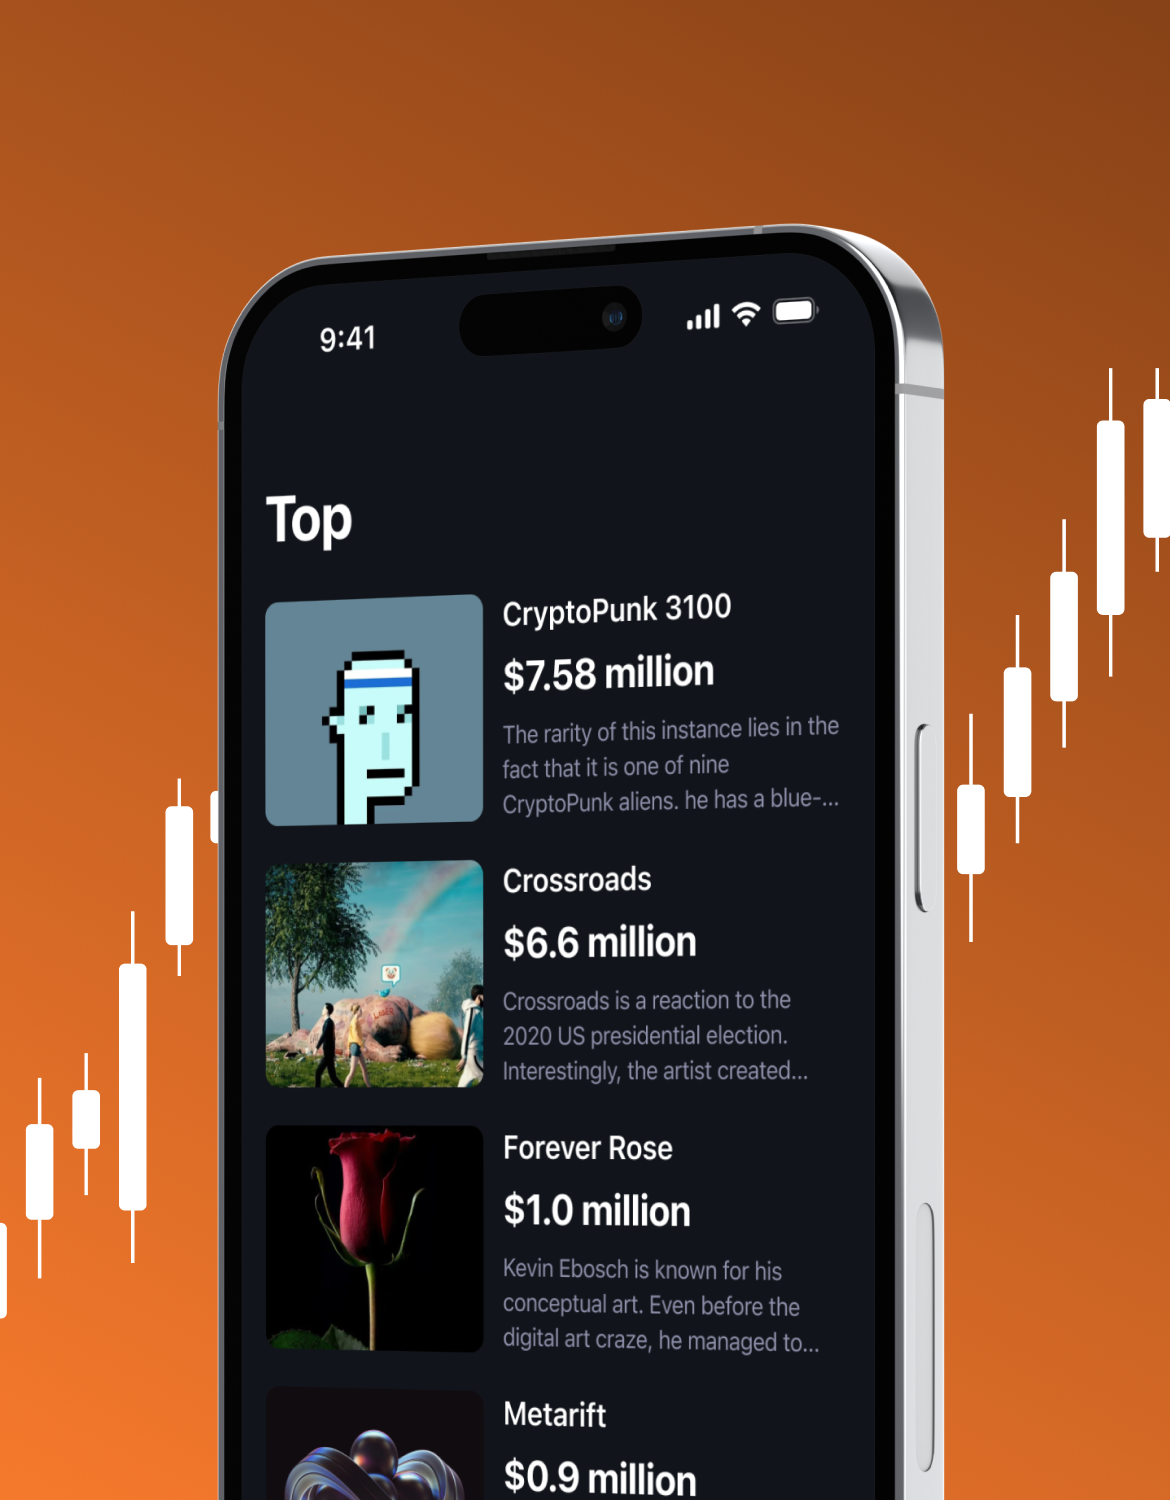 9:41
Top
CryptoPunk 3100
$7.58 million
The rarity of this instance lies in the
fact that it is one of nine
CryptoPunk aliens. he has a blue-...
Crossroads
$6.6 million
Crossroads is a reaction to the
2020 US presidential election.
Interestingly, the artist created...
Forever Rose
$1.0 million
Kevin Ebosch is known for his
conceptual art. Even before the
digital art craze, he managed to...
Metarift
$0.9 million